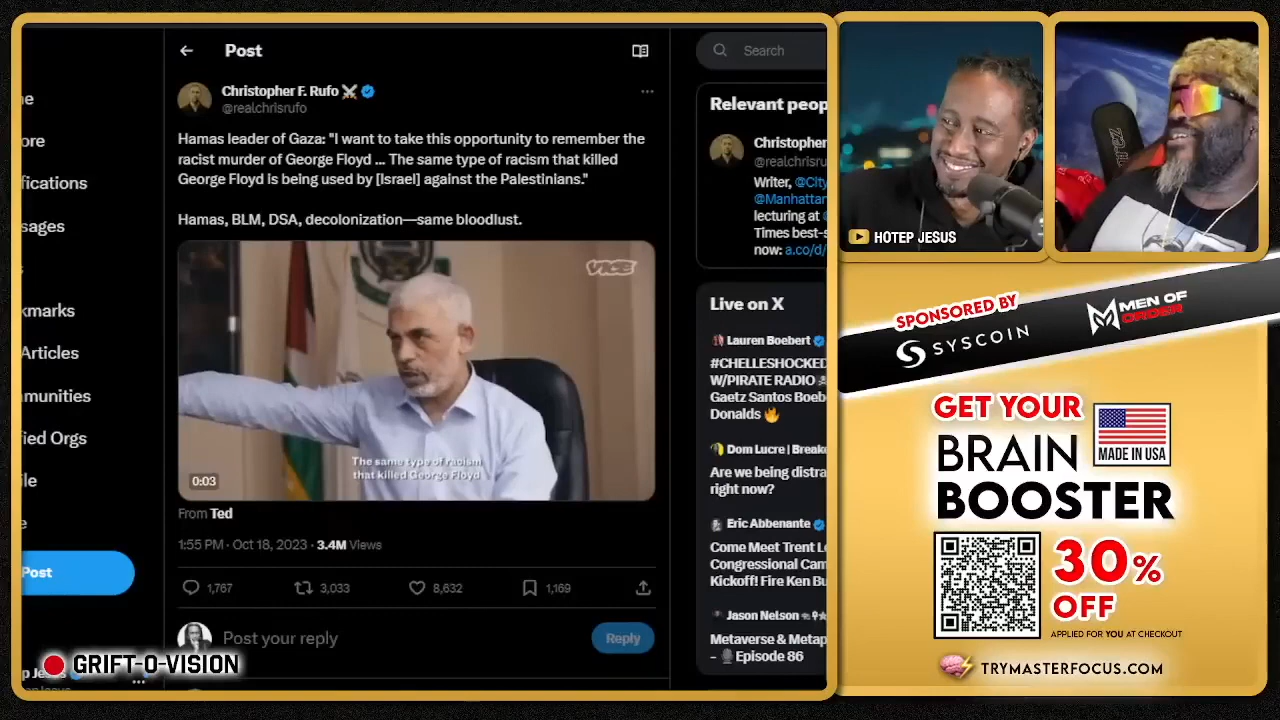 Post
Search
Christopher F. Rufo
@realchrisrufo
Hamas leader of Gaza: "I want to take this opportunity to remember the
racist murder of George Floyd ... The same type of racism that killed
George Floyd is being used by [Israel] against the Palestinians."
Hamas, BLM, DSA, decolonization—same bloodlust.
VICE
The same type of racism
that killed George Floyd
0:03
From Ted
1:55 PM · Oct 18, 2023 · 3.4M Views
1,767
3,033
8,632
1,169
Post your reply
Reply
ne
ore
fications
sages
s
kmarks
Articles
munities
fied Orgs
ile
e
Post
GRIFT-O-VISION
Relevant peop
Christopher
@realchrisrufo
Writer, @City
@Manhattan
lecturing at
Times best-s
now: a.co/d/
Live on X
Lauren Boebert
#CHELLESHOCKED
W/PIRATE RADIO
Gaetz Santos Boeb
Donalds
Dom Lucre | Break
Are we being distra
right now?
Eric Abbenante
Come Meet Trent L
Congressional Cam
Kickoff! Fire Ken Bu
Jason Nelson
Metaverse & Metap
- Episode 86
HOTEP JESUS
SPONSORED BY
SYSCOIN
MEN OF
ORDER
GET YOUR
BRAIN
BOOSTER
MADE IN USA
30%
OFF
APPLIED FOR YOU AT CHECKOUT
TRYMASTERFOCUS.COM